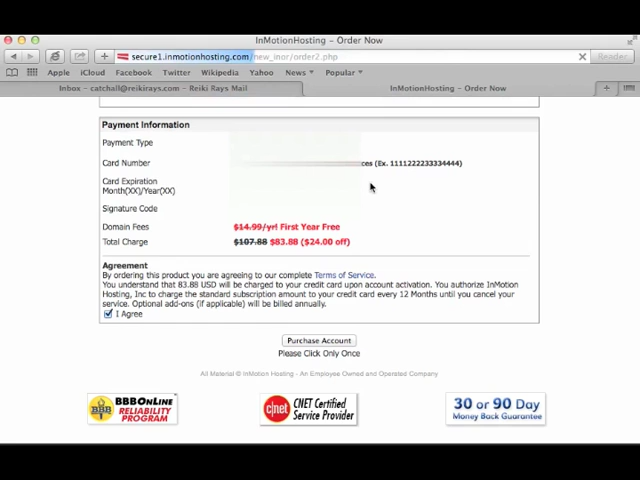 InMotionHosting – Order Now
secure1.inmotionhosting.com/new_inor/order2.php
Reader
Apple iCloud Facebook Twitter Wikipedia Yahoo News Popular
Inbox – catchall@reikirays.com – Reiki Rays Mail
InMotionHosting – Order Now
Payment Information
Payment Type
Card Number
ces (Ex. 1111222233334444)
Card Expiration
Month(XX)/Year(XX)
Signature Code
Domain Fees $14.99/yr! First Year Free
Total Charge $107.88 $83.88 ($24.00 off)
Agreement
By ordering this product you are agreeing to our complete Terms of Service.
You understand that 83.88 USD will be charged to your credit card upon account activation. You authorize InMotion
Hosting, Inc to charge the standard subscription amount to your credit card every 12 Months until you cancel your
service. Optional add-ons (if applicable) will be billed annually.
I Agree
Purchase Account
Please Click Only Once
All Material © InMotion Hosting - An Employee Owned and Operated Company
BBB
BBBOnLine
RELIABILITY
PROGRAM
c|net
CNET Certified
Service Provider
30 or 90 Day
Money Back Guarantee